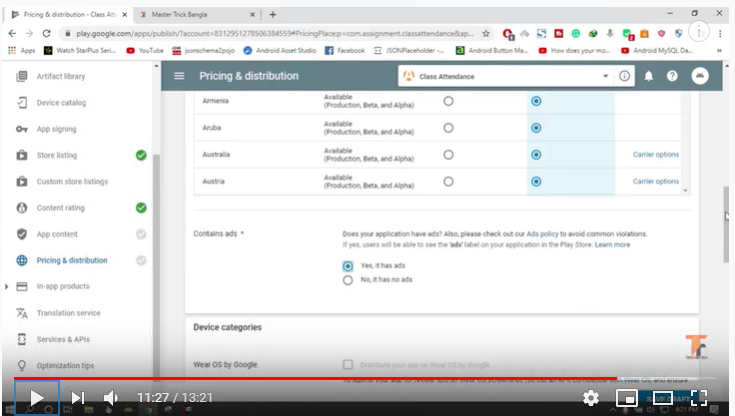 Pricing & distribution - Class Att
Master Trick Bangla
play.google.com/apps/publish/?account=8312951278506384559#PricingPlace:p=com.assignment.classattendance&ap...
Apps
Watch StarPlus Seri...
YouTube
jsonschema2pojo
Android Asset Studio
Facebook
JSONPlaceholder -...
Android Button Ma...
How does your mo...
Android MySQL Da...
Artifact library
Device catalog
App signing
Store listing
Custom store listings
Content rating
App content
Pricing & distribution
In-app products
Translation service
Services & APIs
Optimization tips
Pricing & distribution
Class Attendance
Armenia
Available
(Production, Beta, and Alpha)
Aruba
Available
(Production, Beta, and Alpha)
Australia
Available
(Production, Beta, and Alpha)
Carrier options
Austria
Available
(Production, Beta, and Alpha)
Carrier options
Contains ads *
Does your application have ads? Also, please check out our Ads policy to avoid common violations.
If yes, users will be able to see the 'ads' label on your application in the Play Store. Learn more
Yes, it has ads
No, it has no ads
Device categories
Wear OS by Google
Distribute your app on Wear OS by Google.
SAVE DRAFT
11:27 / 13:21
4:21 PM